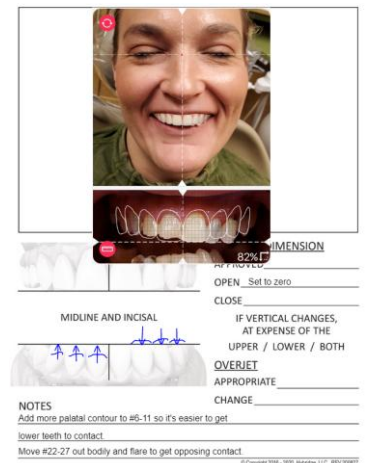 82%
DIMENSION
APPROVED
OPEN Set to zero
CLOSE
MIDLINE AND INCISAL
IF VERTICAL CHANGES,
AT EXPENSE OF THE
UPPER / LOWER / BOTH
OVERJET
APPROPRIATE
CHANGE
NOTES
Add more palatal contour to #6-11 so it's easier to get
lower teeth to contact.
Move #22-27 out bodily and flare to get opposing contact.